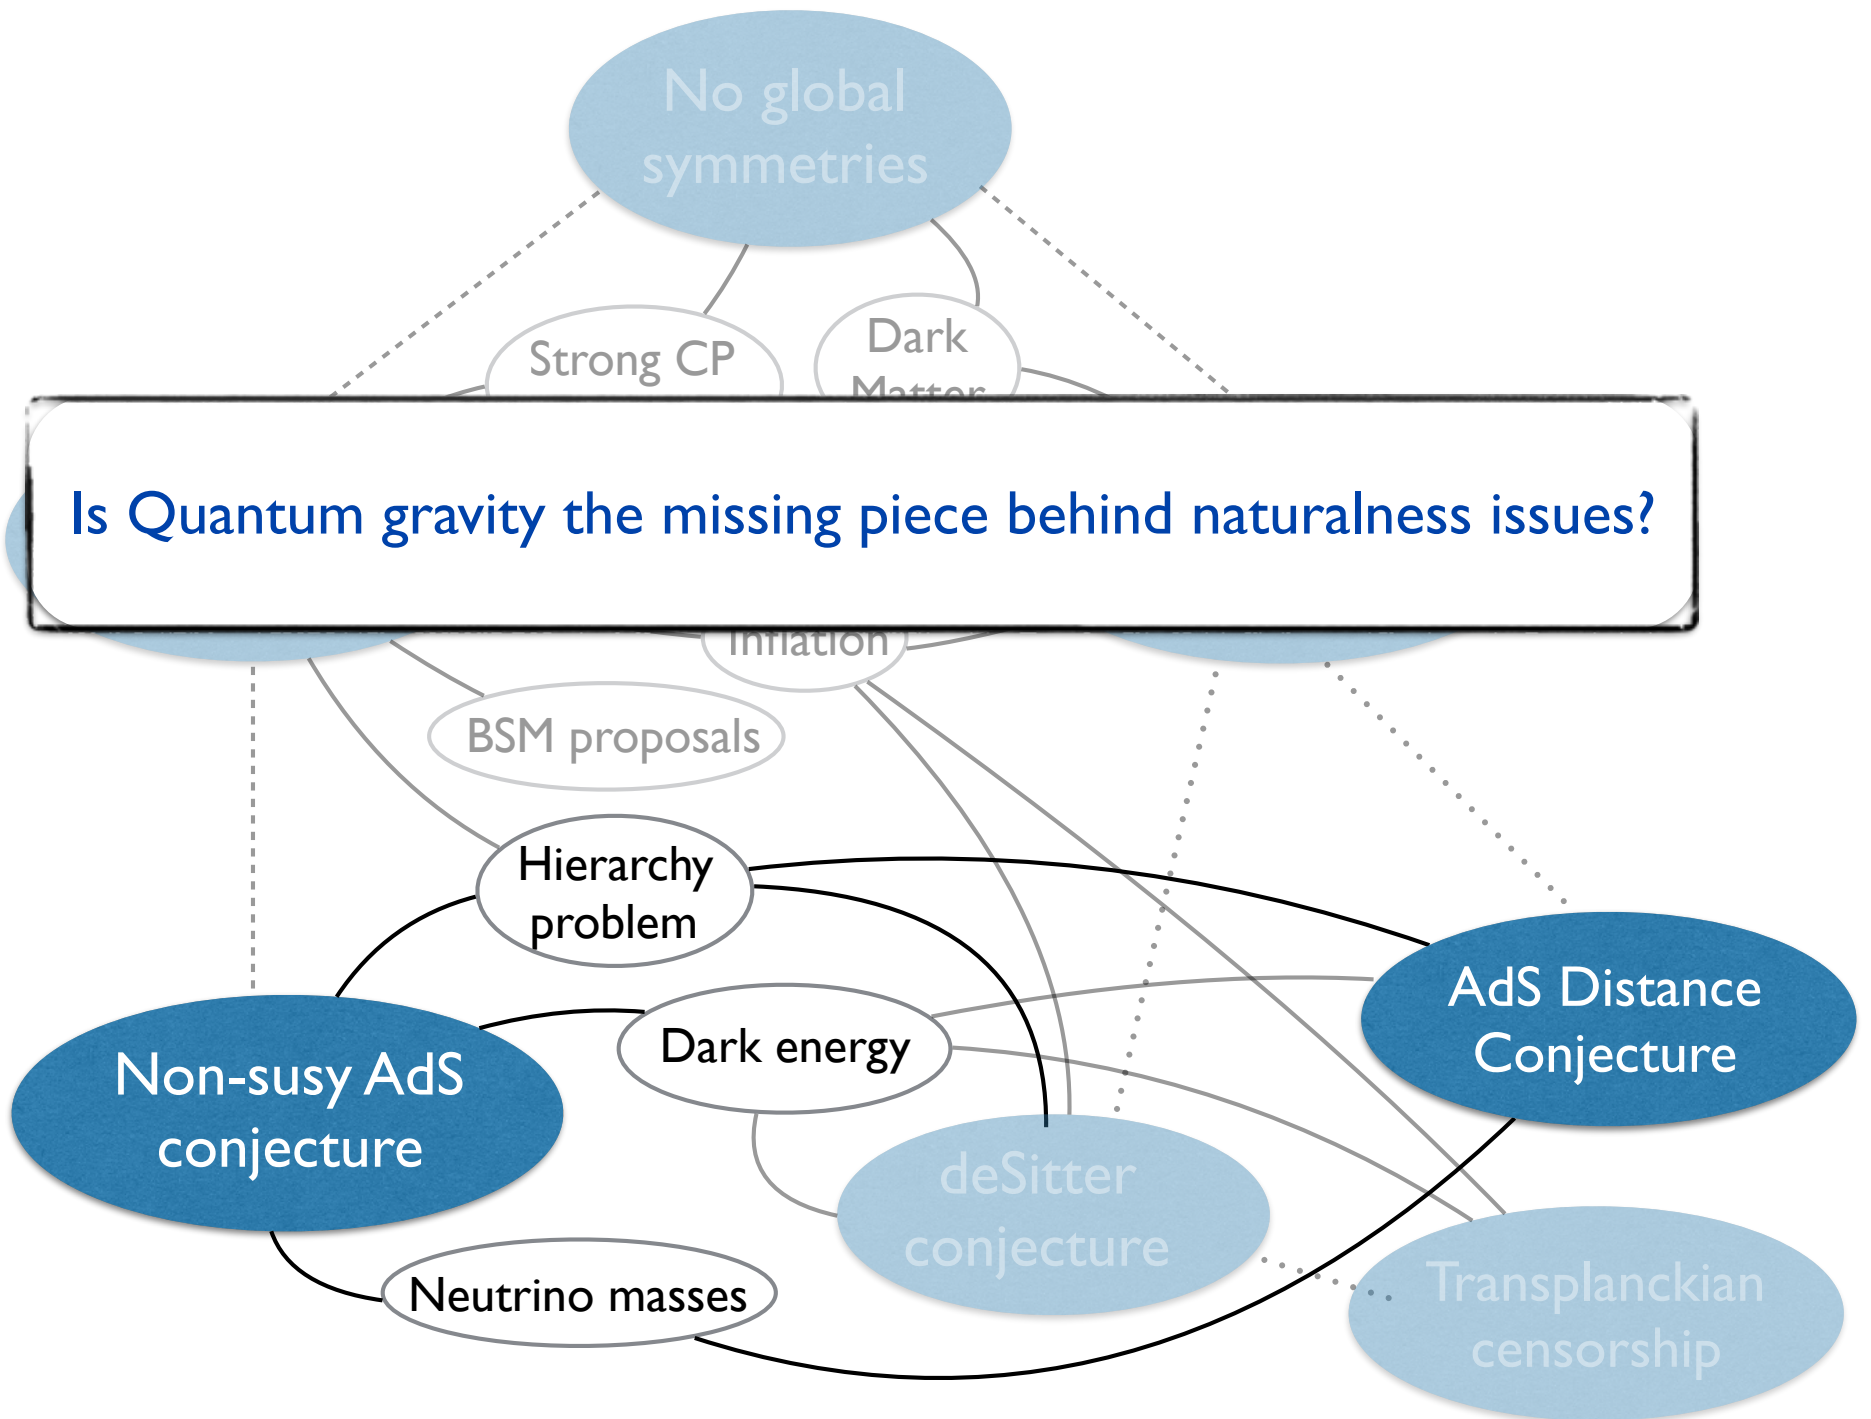 No global
symmetries
Strong CP
Dark
Matter
Is Quantum gravity the missing piece behind naturalness issues?
Inflation
BSM proposals
Hierarchy
problem
AdS Distance
Conjecture
Dark energy
Non-susy AdS
conjecture
deSitter
conjecture
Neutrino masses
Transplanckian
censorship